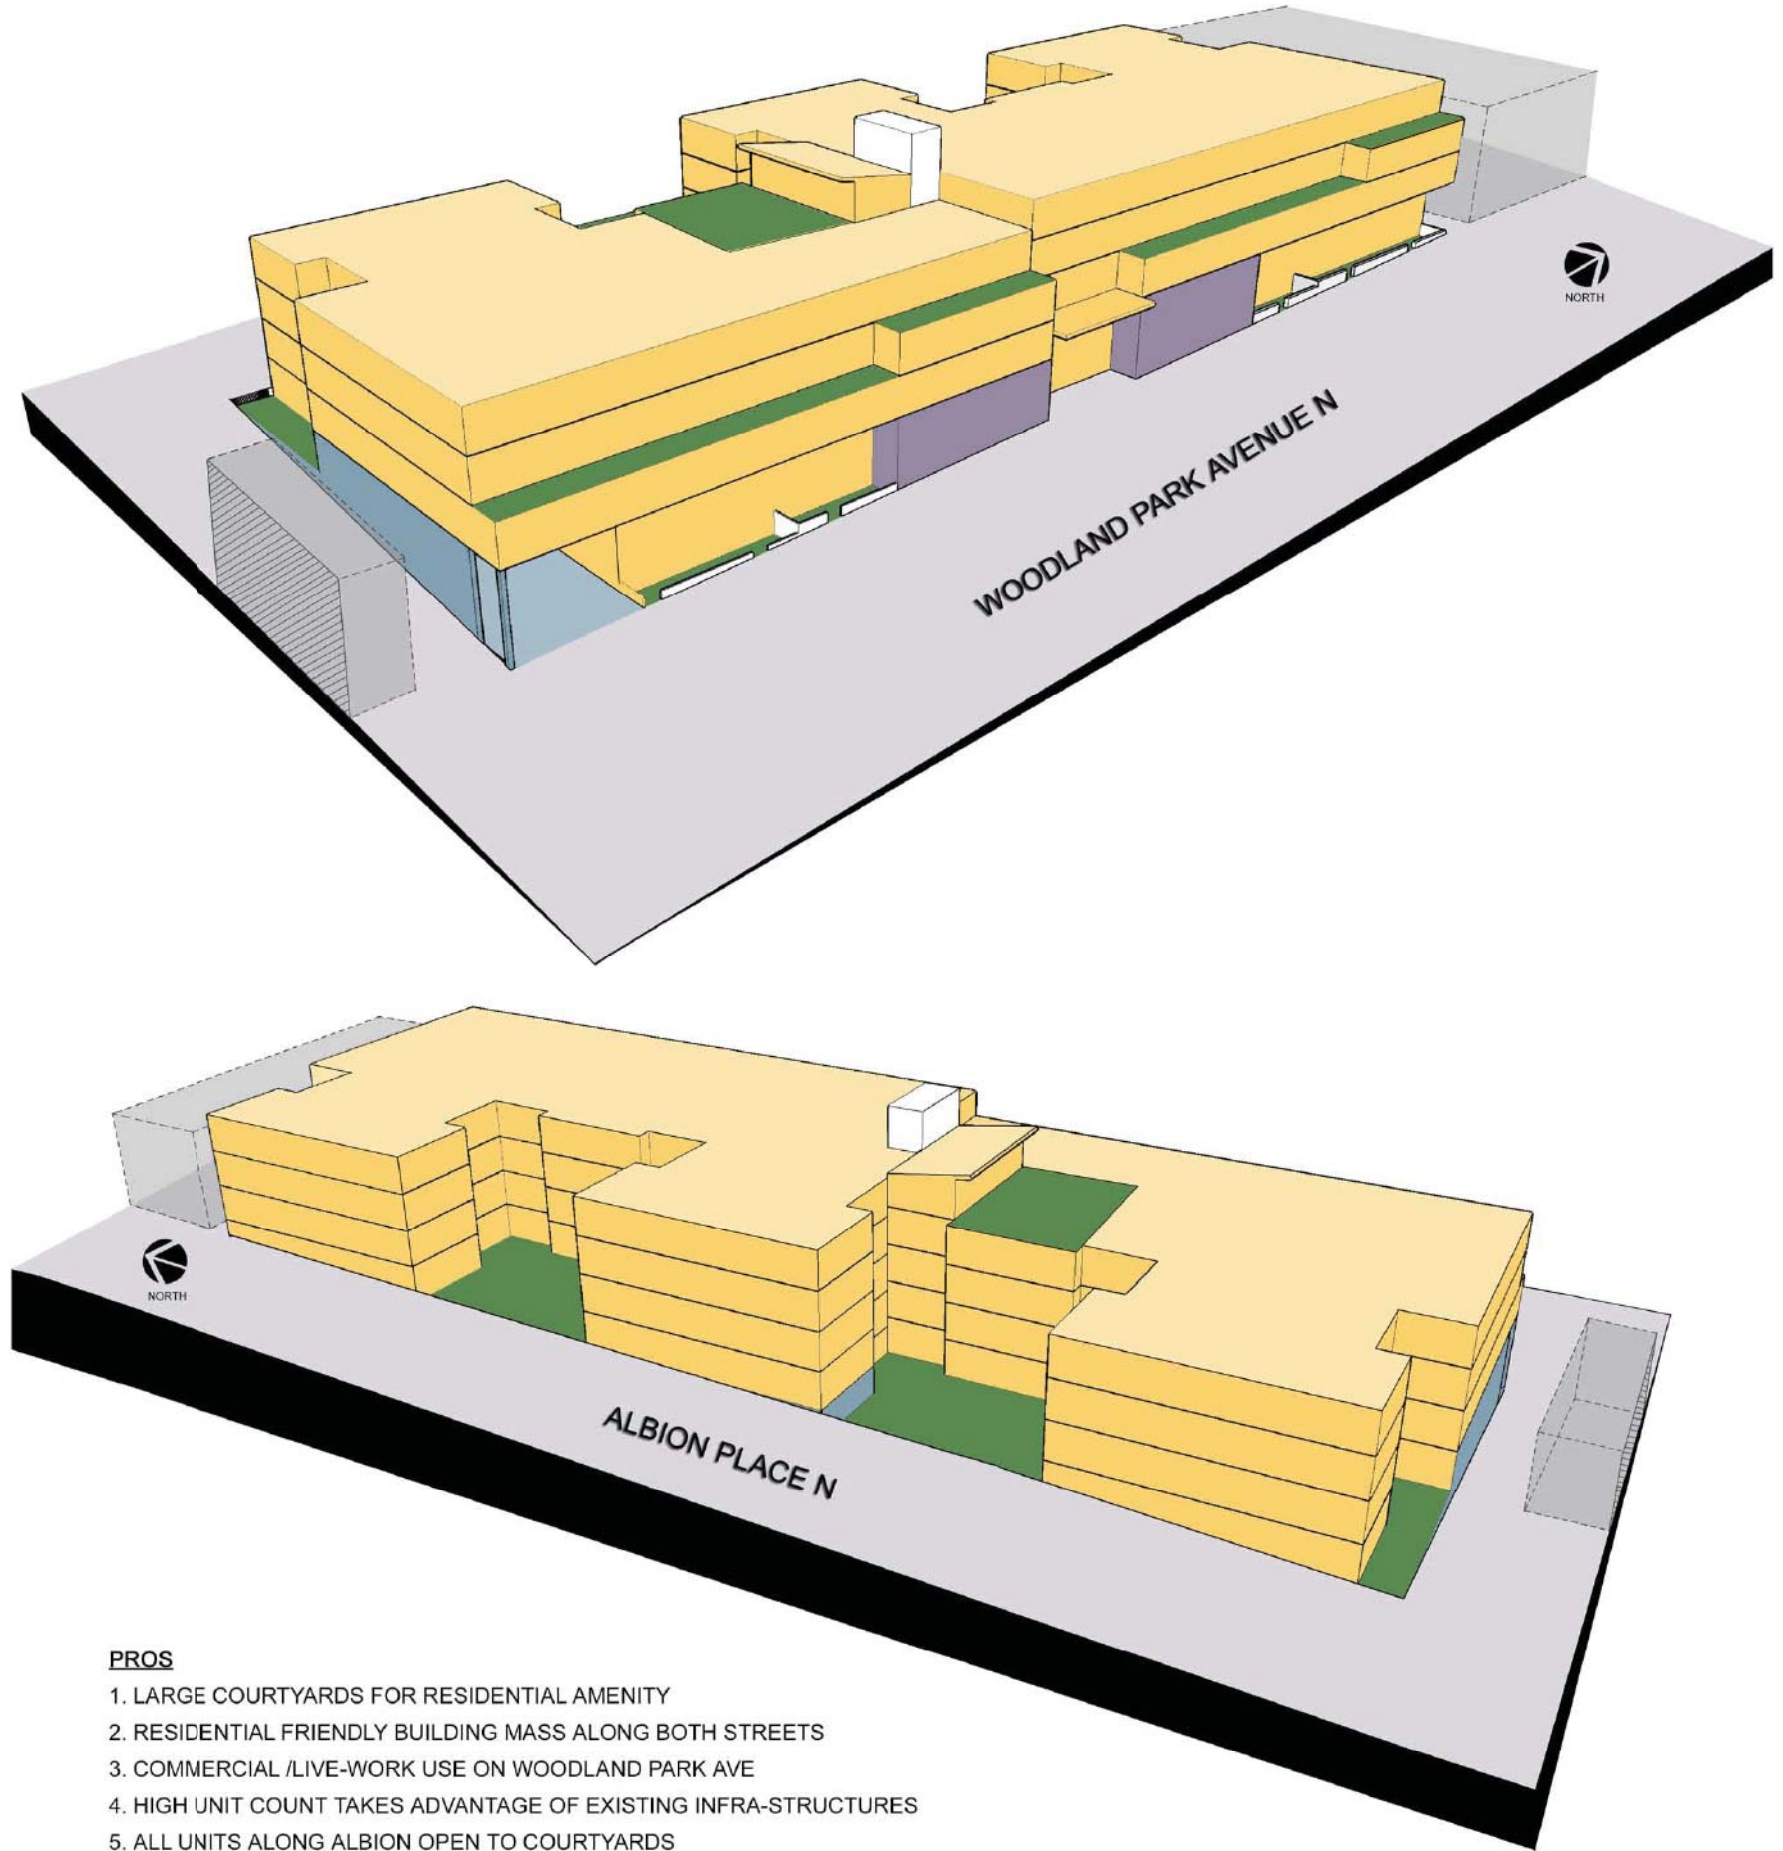 NORTH
WOODLAND PARK AVENUE N
NORTH
ALBION PLACE N
PROS
1. LARGE COURTYARDS FOR RESIDENTIAL AMENITY
2. RESIDENTIAL FRIENDLY BUILDING MASS ALONG BOTH STREETS
3. COMMERCIAL /LIVE-WORK USE ON WOODLAND PARK AVE
4. HIGH UNIT COUNT TAKES ADVANTAGE OF EXISTING INFRA-STRUCTURES
5. ALL UNITS ALONG ALBION OPEN TO COURTYARDS